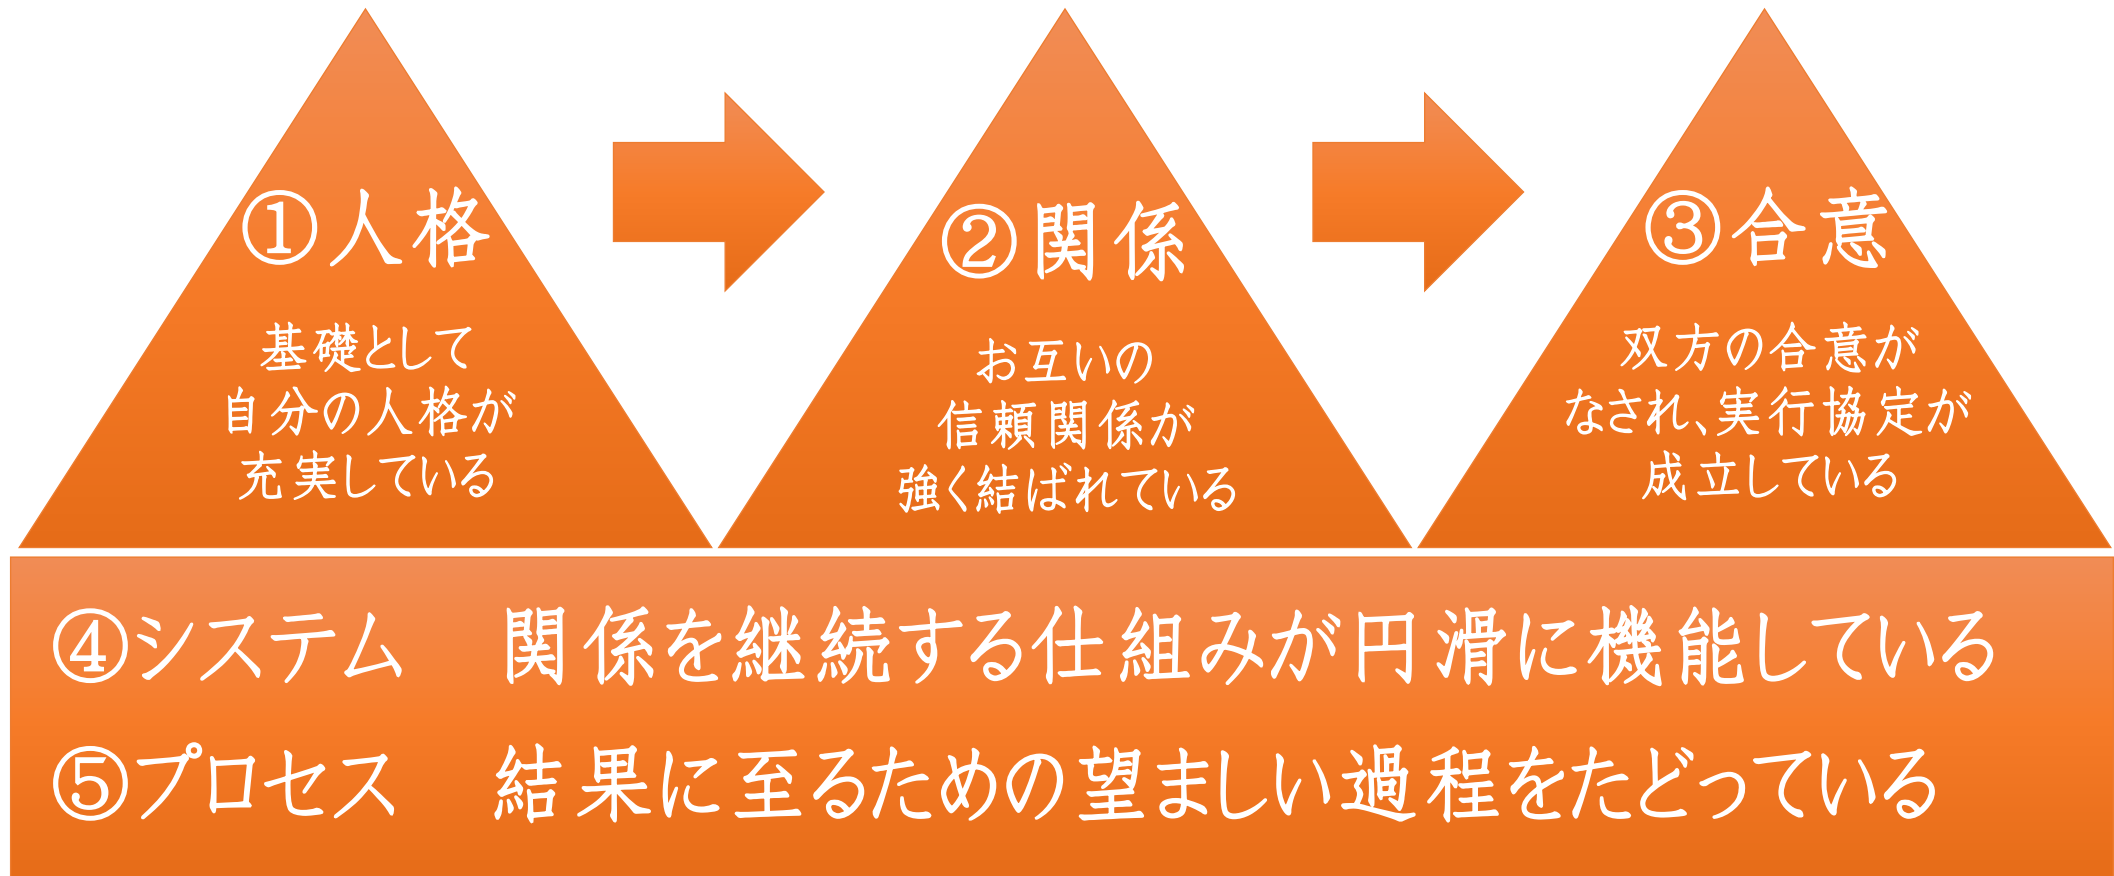 ①人格
基礎として
自分の人格が
充実している
②関係
お互いの
信頼関係が
強く結ばれている
③合意
双方の合意が
なされ、実行協定が
成立している
④システム　関係を継続する仕組みが円滑に機能している
⑤プロセス　結果に至るための望ましい過程をたどっている